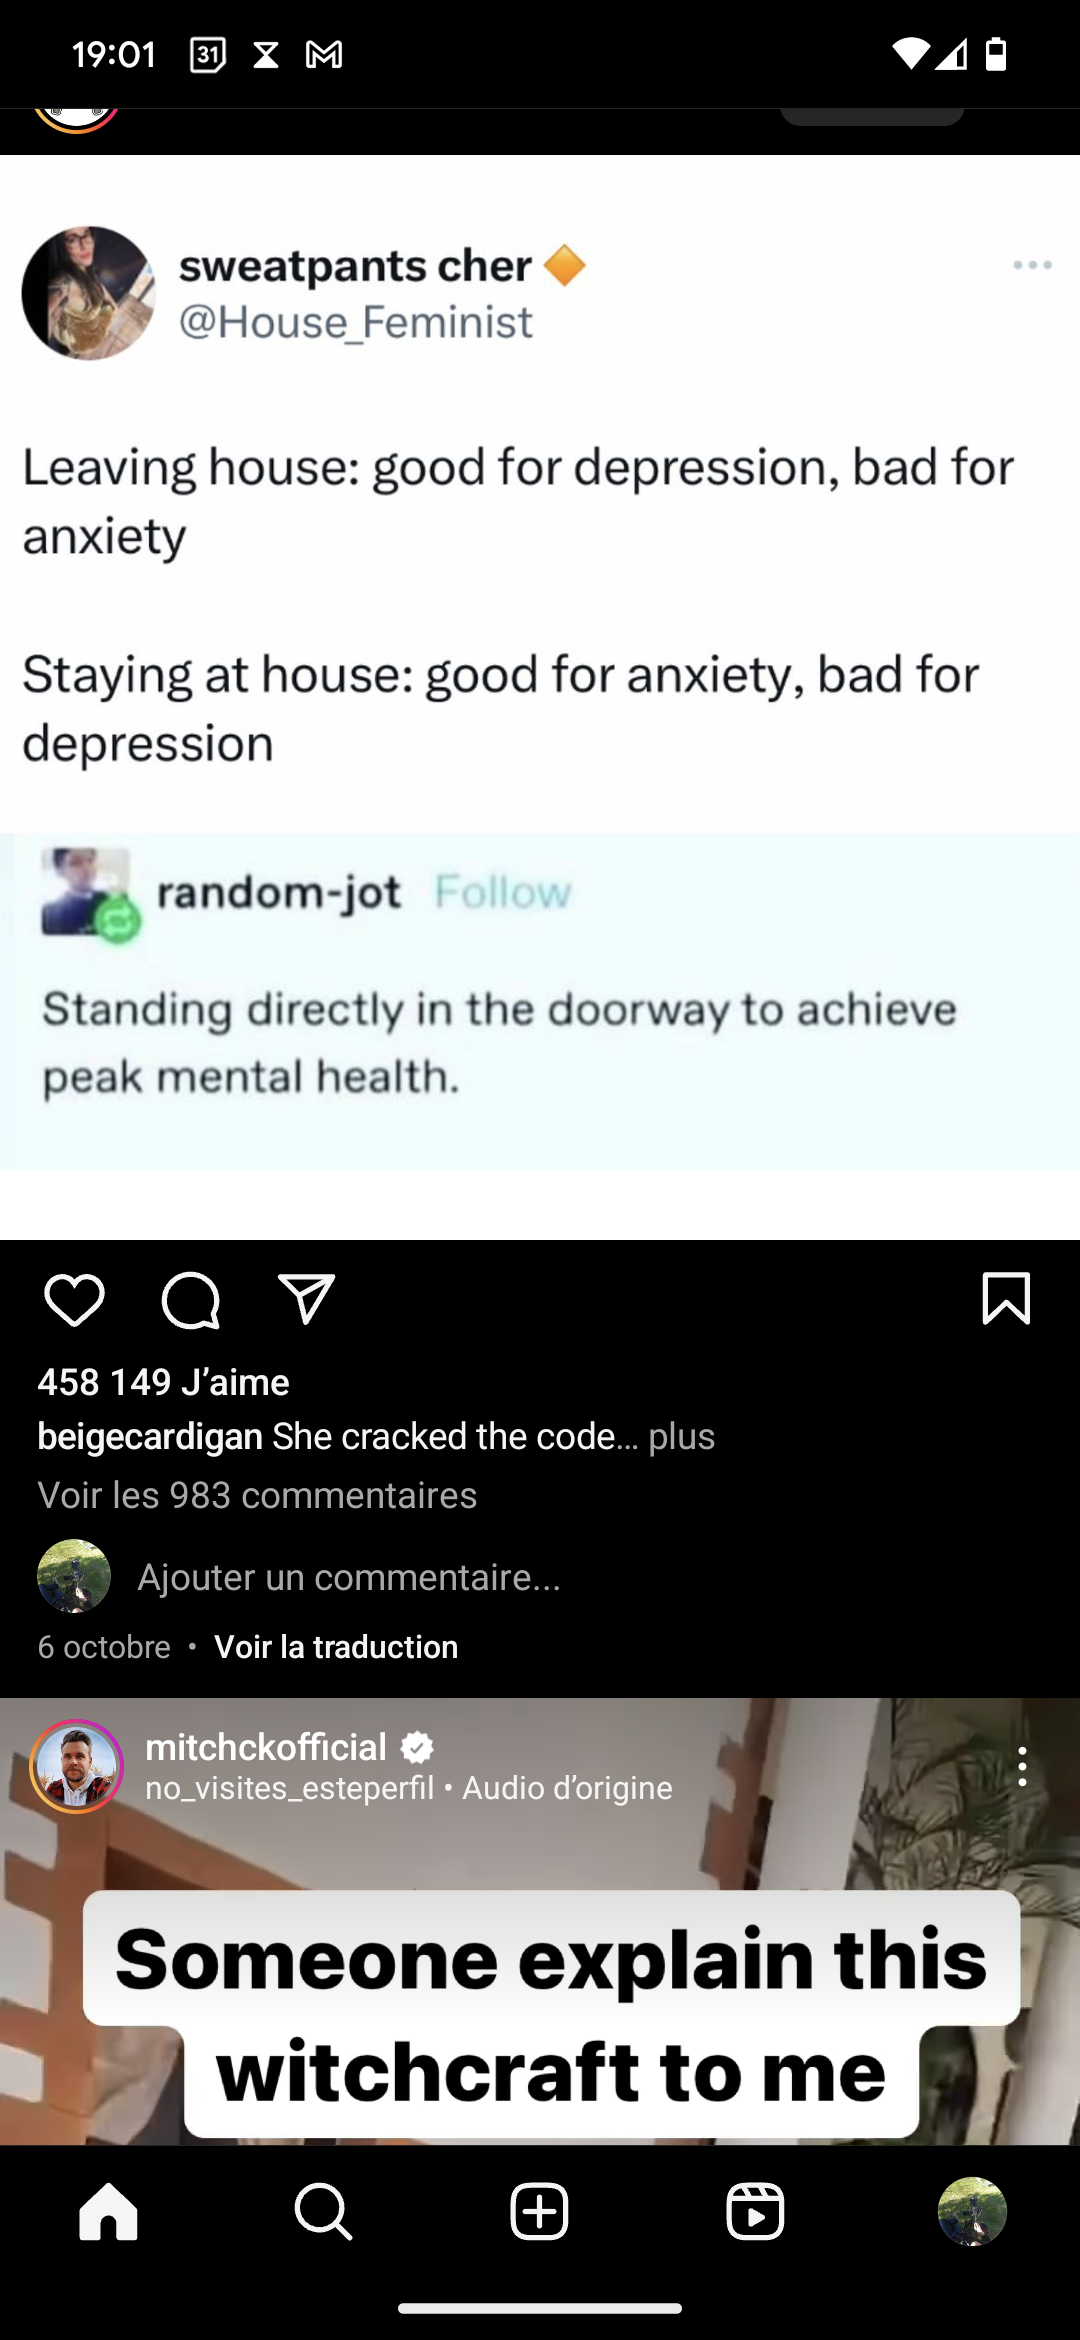 19:01
31
sweatpants cher
@House_Feminist
Leaving house: good for depression, bad for
anxiety
Staying at house: good for anxiety, bad for
depression
random-jot Follow
Standing directly in the doorway to achieve
peak mental health.
458 149 J’aime
beigecardigan She cracked the code… plus
Voir les 983 commentaires
Ajouter un commentaire...
6 octobre • Voir la traduction
mitchckofficial
no_visites_esteperfil • Audio d’origine
Someone explain this
witchcraft to me